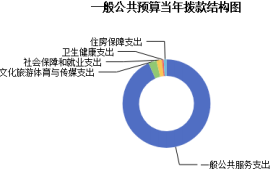 一般公共预算当年拨款结构图
住房保障支出
卫生健康支出
社会保障和就业支出
文化旅游体育与传媒支出
一般公共服务支出